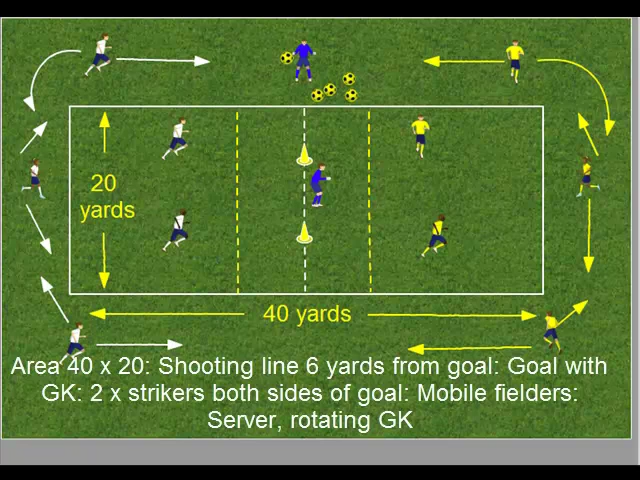 20
yards
40 yards
Area 40 x 20: Shooting line 6 yards from goal: Goal with
GK: 2 x strikers both sides of goal: Mobile fielders:
Server, rotating GK